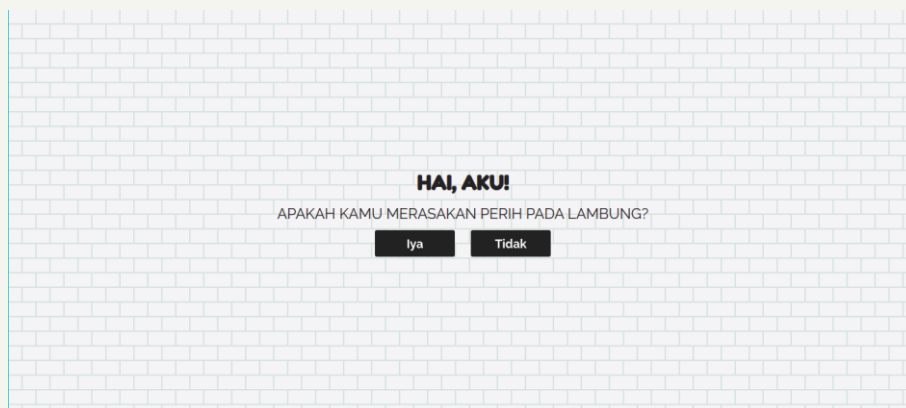 HAI, AKU!
APAKAH KAMU MERASAKAN PERIH PADA LAMBUNG?
Iya
Tidak